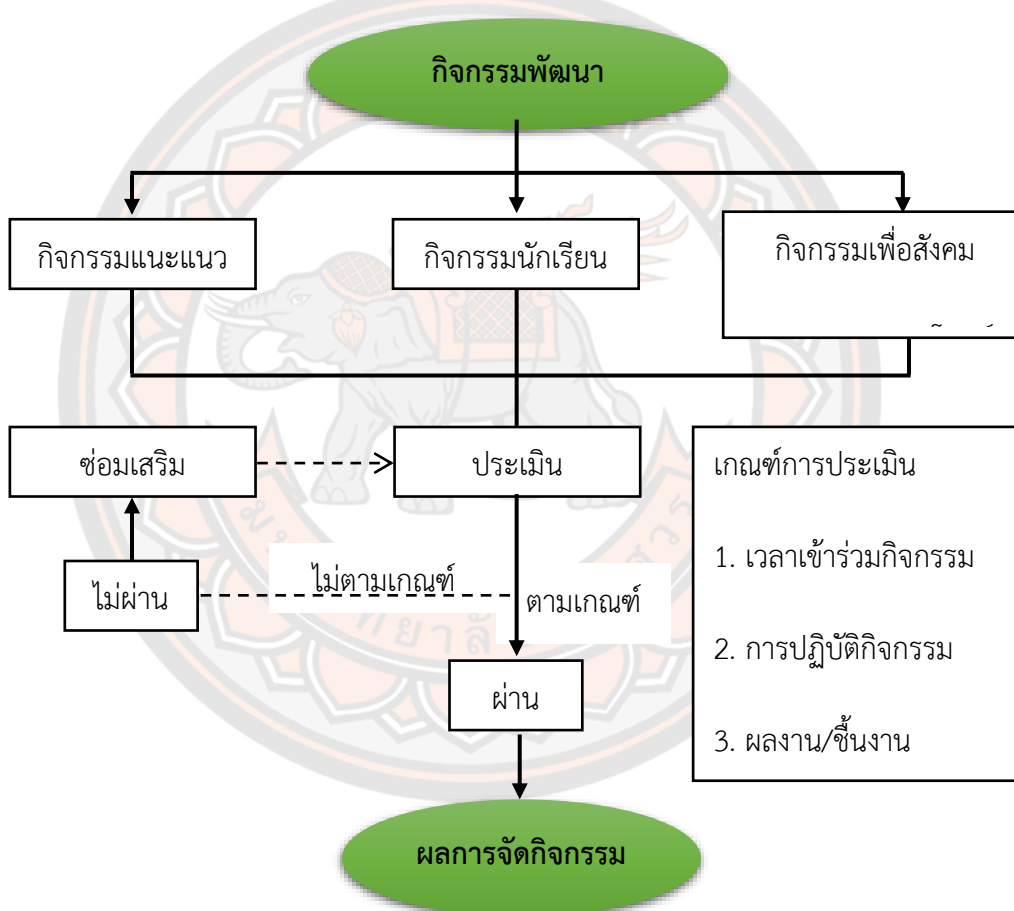 กิจกรรมพัฒนา
กิจกรรมแนะแนว
กิจกรรมนักเรียน
กิจกรรมเพื่อสังคม
ซ่อมเสริม
ประเมิน
เกณฑ์การประเมิน
1. เวลาเข้าร่วมกิจกรรม
ไม่ผ่าน
ไม่ตามเกณฑ์
ตามเกณฑ์
2. การปฏิบัติกิจกรรม
ผ่าน
3. ผลงาน/ชิ้นงาน
ผลการจัดกิจกรรม